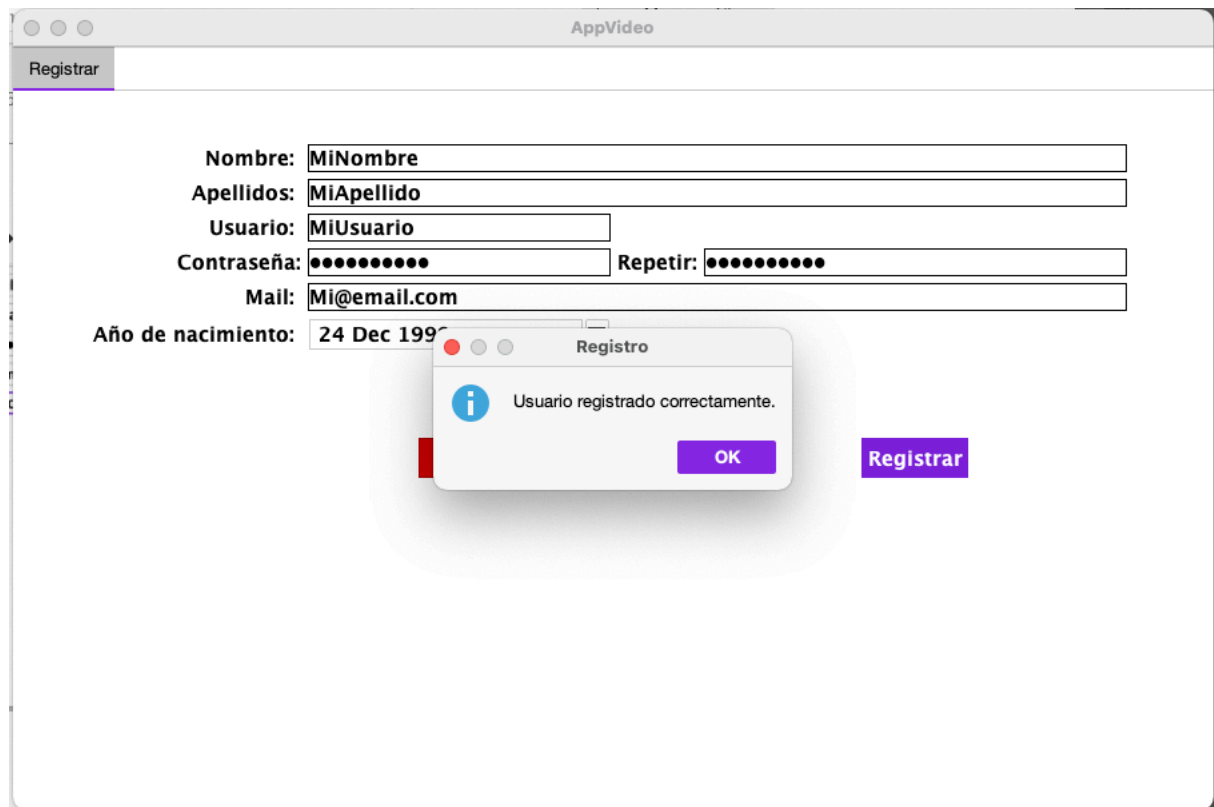 AppVideo
Registrar
Nombre: MiNombre
Apellidos: MiApellido
Usuario: MiUsuario
Contraseña: ●●●●●●●●●● Repetir: ●●●●●●●●●●
Mail: Mi@email.com
Año de nacimiento: 24 Dec
Registro
Usuario registrado correctamente.
OK
Registrar